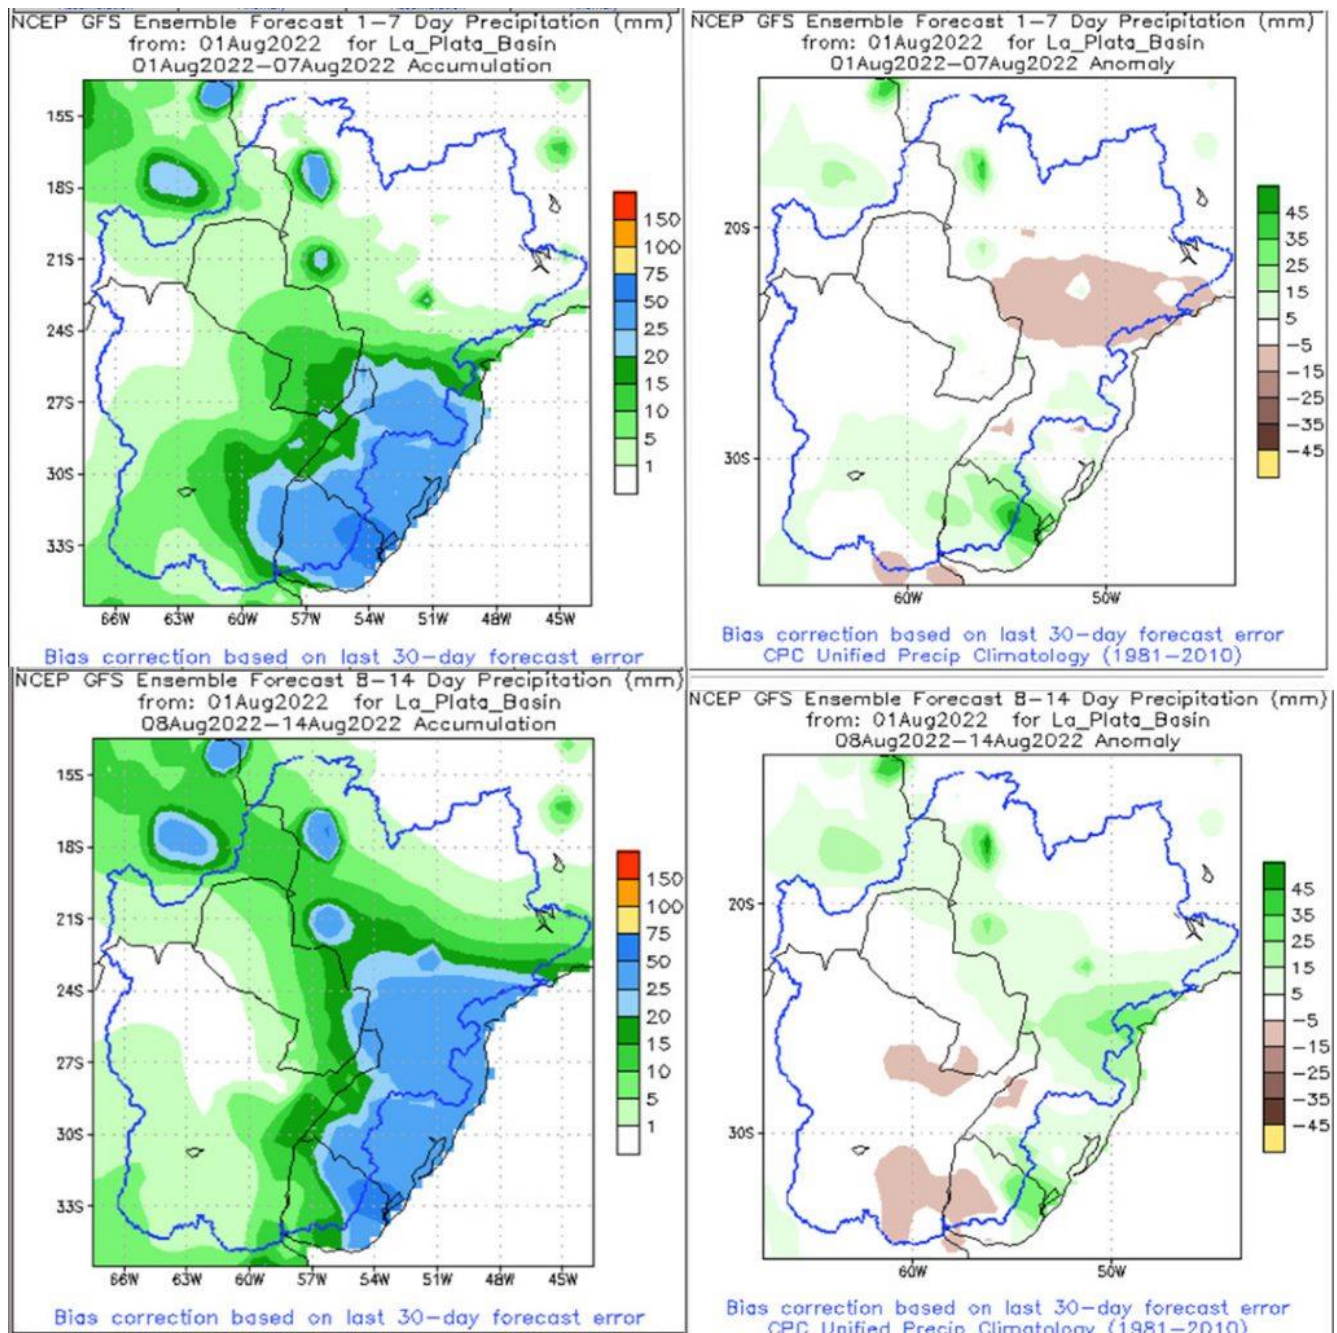 NCEP GFS Ensemble Forecast 1-7 Day Precipitation (mm)
from: 01Aug2022 for La_Plata_Basin
01Aug2022-07Aug2022 Accumulation
15S
18S
21S
24S
27S
30S
33S
66W 63W 60W 57W 54W 51W 48W 45W
150
100
75
50
25
20
15
10
5
1
Bias correction based on last 30-day forecast error
NCEP GFS Ensemble Forecast 1-7 Day Precipitation (mm)
from: 01Aug2022 for La_Plata_Basin
01Aug2022-07Aug2022 Anomaly
20S
30S
60W 50W
45
35
25
15
5
-5
-15
-25
-35
-45
Bias correction based on last 30-day forecast error
CPC Unified Precip Climatology (1981-2010)
NCEP GFS Ensemble Forecast 8-14 Day Precipitation (mm)
from: 01Aug2022 for La_Plata_Basin
08Aug2022-14Aug2022 Accumulation
15S
18S
21S
24S
27S
30S
33S
66W 63W 60W 57W 54W 51W 48W 45W
150
100
75
50
25
20
15
10
5
1
Bias correction based on last 30-day forecast error
NCEP GFS Ensemble Forecast 8-14 Day Precipitation (mm)
from: 01Aug2022 for La_Plata_Basin
08Aug2022-14Aug2022 Anomaly
20S
30S
60W 50W
45
35
25
15
5
-5
-15
-25
-35
-45
Bias correction based on last 30-day forecast error
CPC Unified Precip Climatology (1981-2010)